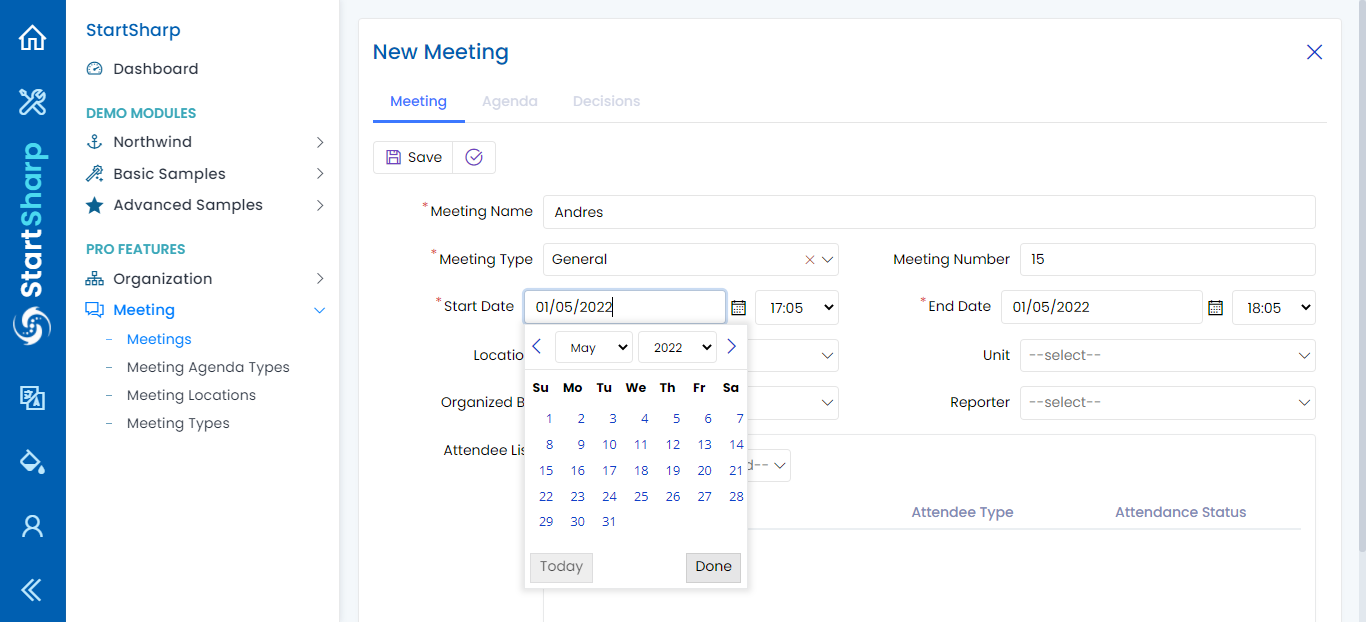 StartSharp
StartSharp
Dashboard
DEMO MODULES
Northwind
Basic Samples
Advanced Samples
PRO FEATURES
Organization
Meeting
Meetings
Meeting Agenda Types
Meeting Locations
Meeting Types
New Meeting
Meeting Agenda Decisions
Save
* Meeting Name Andres
* Meeting Type General Meeting Number 15
* Start Date 01/05/2022 17:05 * End Date 01/05/2022 18:05
Unit --select--
Organized B Reporter --select--
May 2022
Su Mo Tu We Th Fr Sa
1 2 3 4 5 6 7
8 9 10 11 12 13 14
15 16 17 18 19 20 21
22 23 24 25 26 27 28
29 30 31
Today Done
Attendee Lis d--
Attendee Type Attendance Status